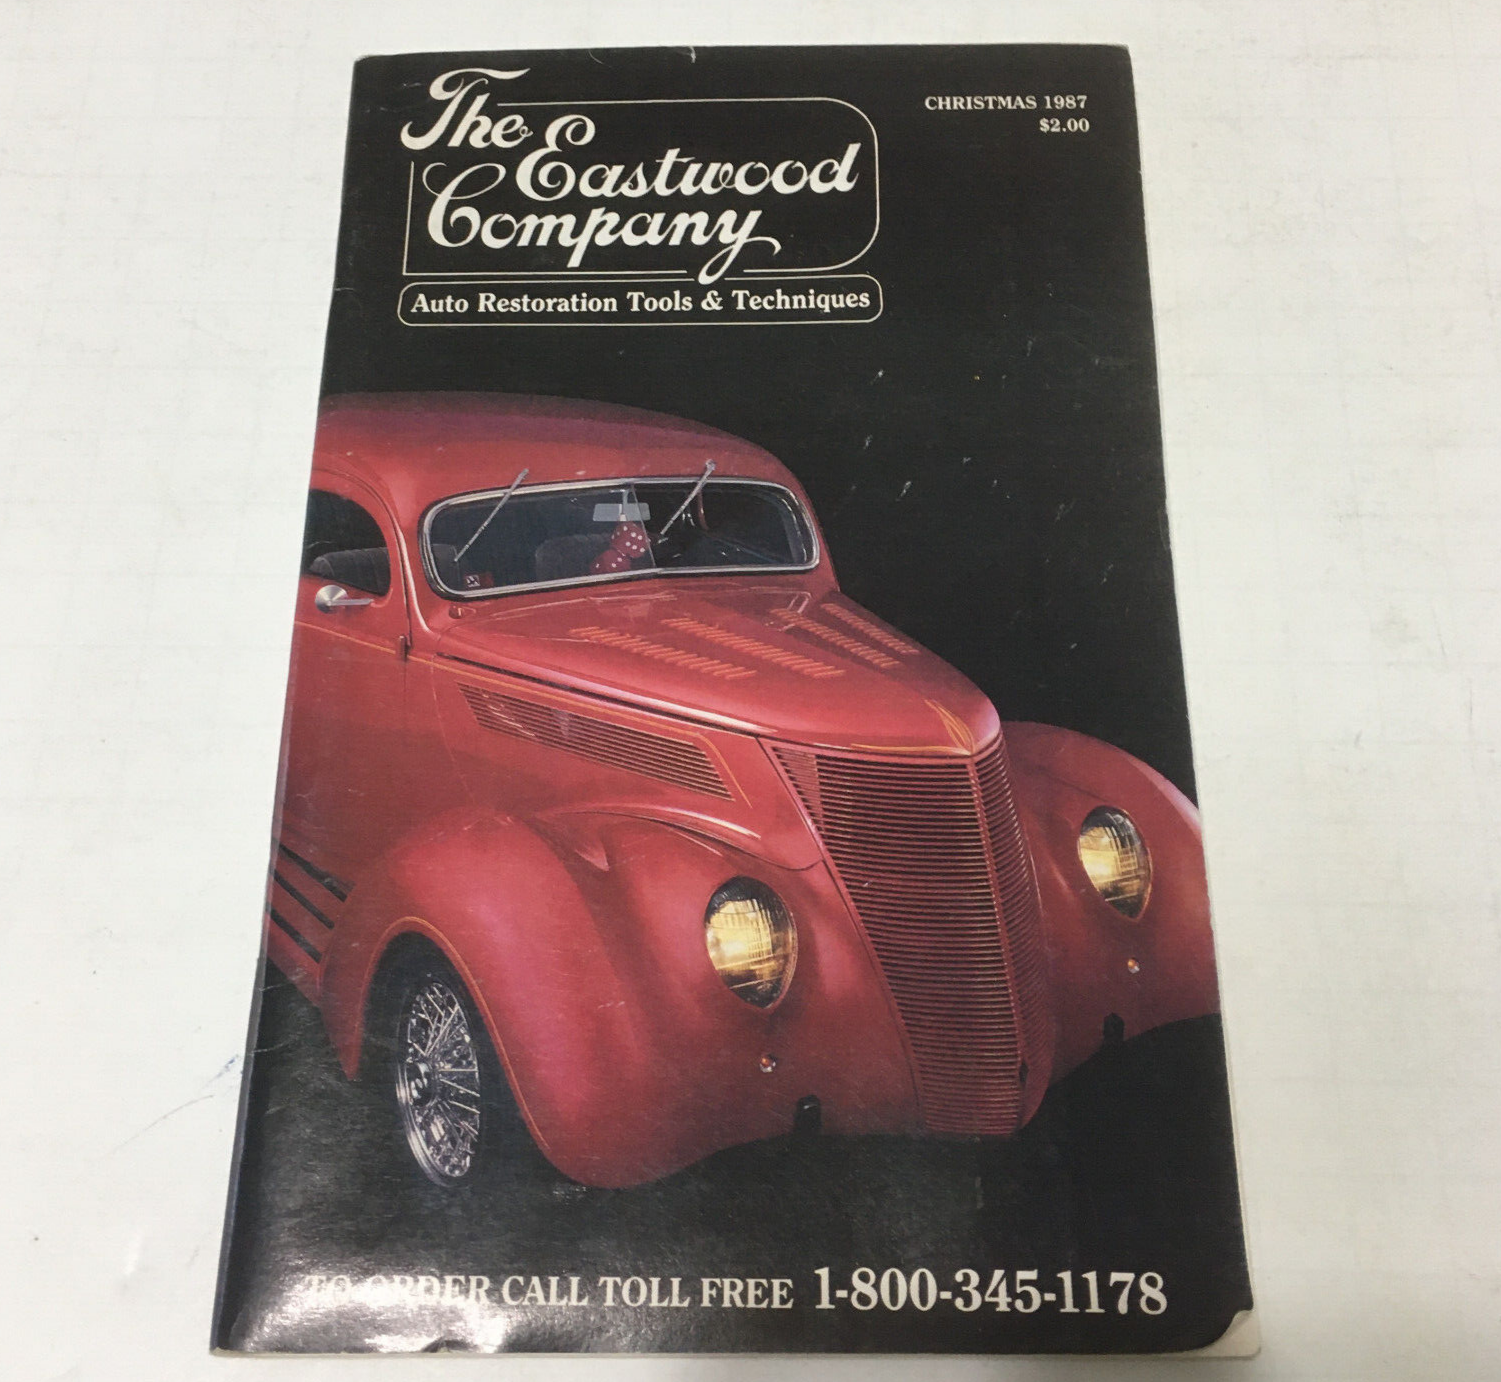 The
Eastwood
Company
CHRISTMAS 1987
$2.00
Auto Restoration Tools & Techniques
TO ORDER CALL TOLL FREE 1-800-345-1178